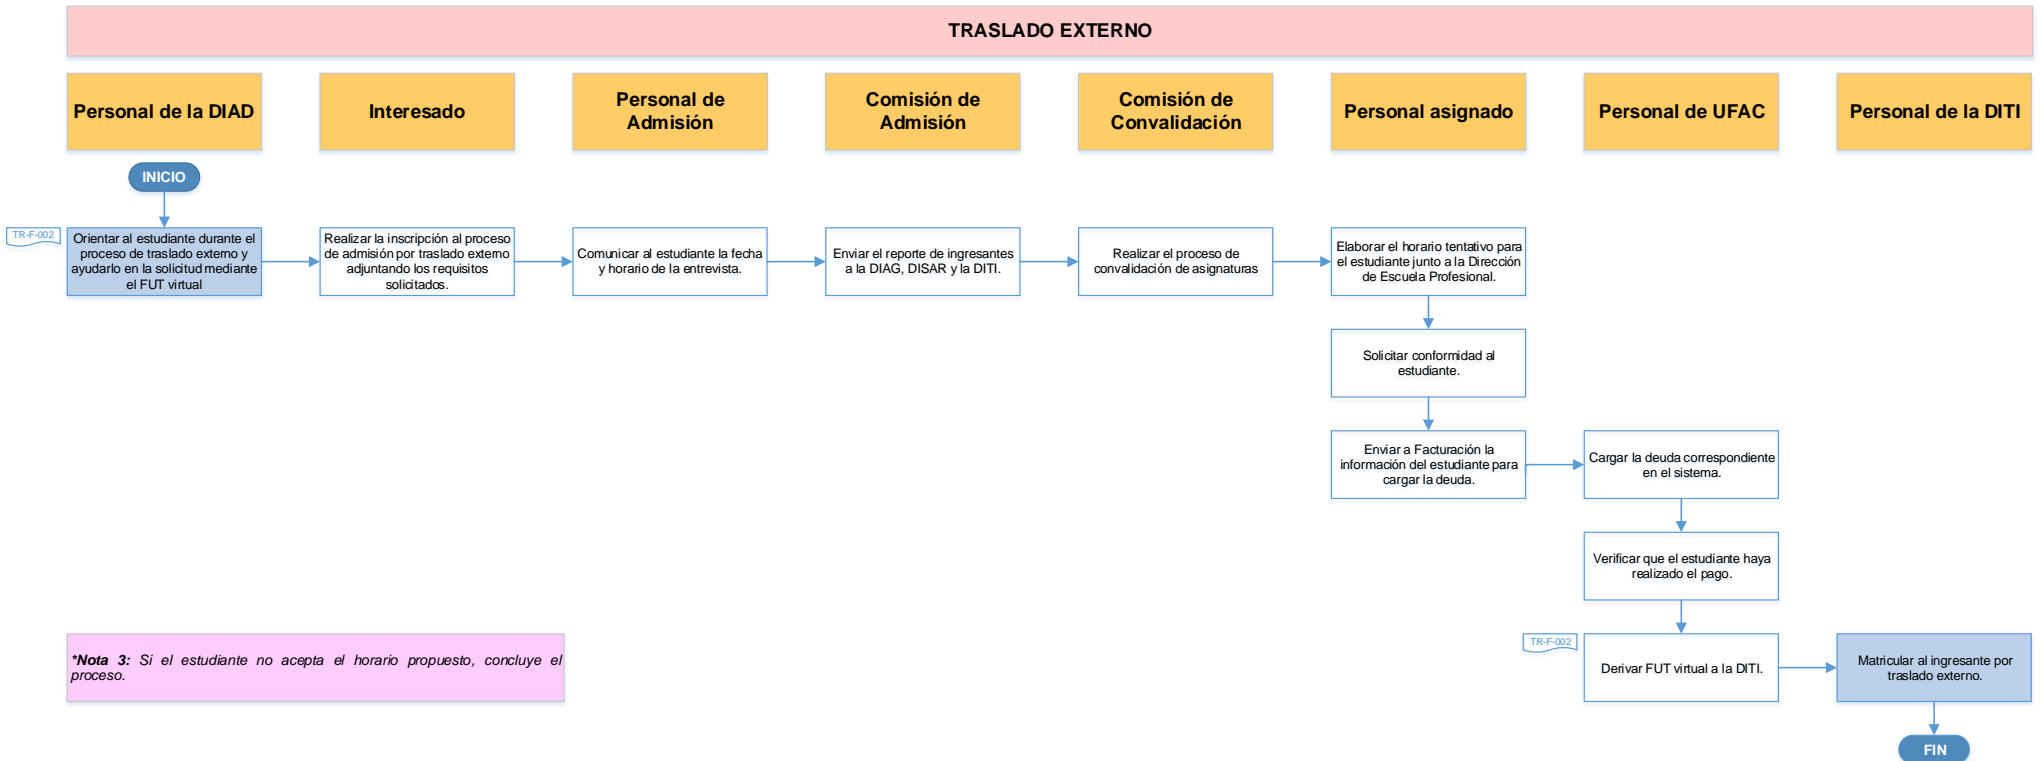 TRASLADO EXTERNO
Personal de la DIAD
Interesado
Personal de
Admisión
Comisión de
Admisión
Comisión de
Convalidación
Personal asignado
Personal de UFAC
Personal de la DITI
INICIO
TR-F-002
Orientar al estudiante durante el
proceso de traslado externo y
ayudarlo en la solicitud mediante
el FUT virtual
Realizar la inscripción al proceso
de admisión por traslado externo
adjuntando los requisitos
solicitados.
Comunicar al estudiante la fecha
y horario de la entrevista.
Enviar el reporte de ingresantes
a la DIAG, DISAR y la DITI.
Realizar el proceso de
convalidación de asignaturas
Elaborar el horario tentativo para
el estudiante junto a la Dirección
de Escuela Profesional.
Solicitar conformidad al
estudiante.
Enviar a Facturación la
información del estudiante para
cargar la deuda.
Cargar la deuda correspondiente
en el sistema.
Verificar que el estudiante haya
realizado el pago.
TR-F-002
Derivar FUT virtual a la DITI.
Matricular al ingresante por
traslado externo.
*Nota 3: Si el estudiante no acepta el horario propuesto, concluye el
proceso.
FIN